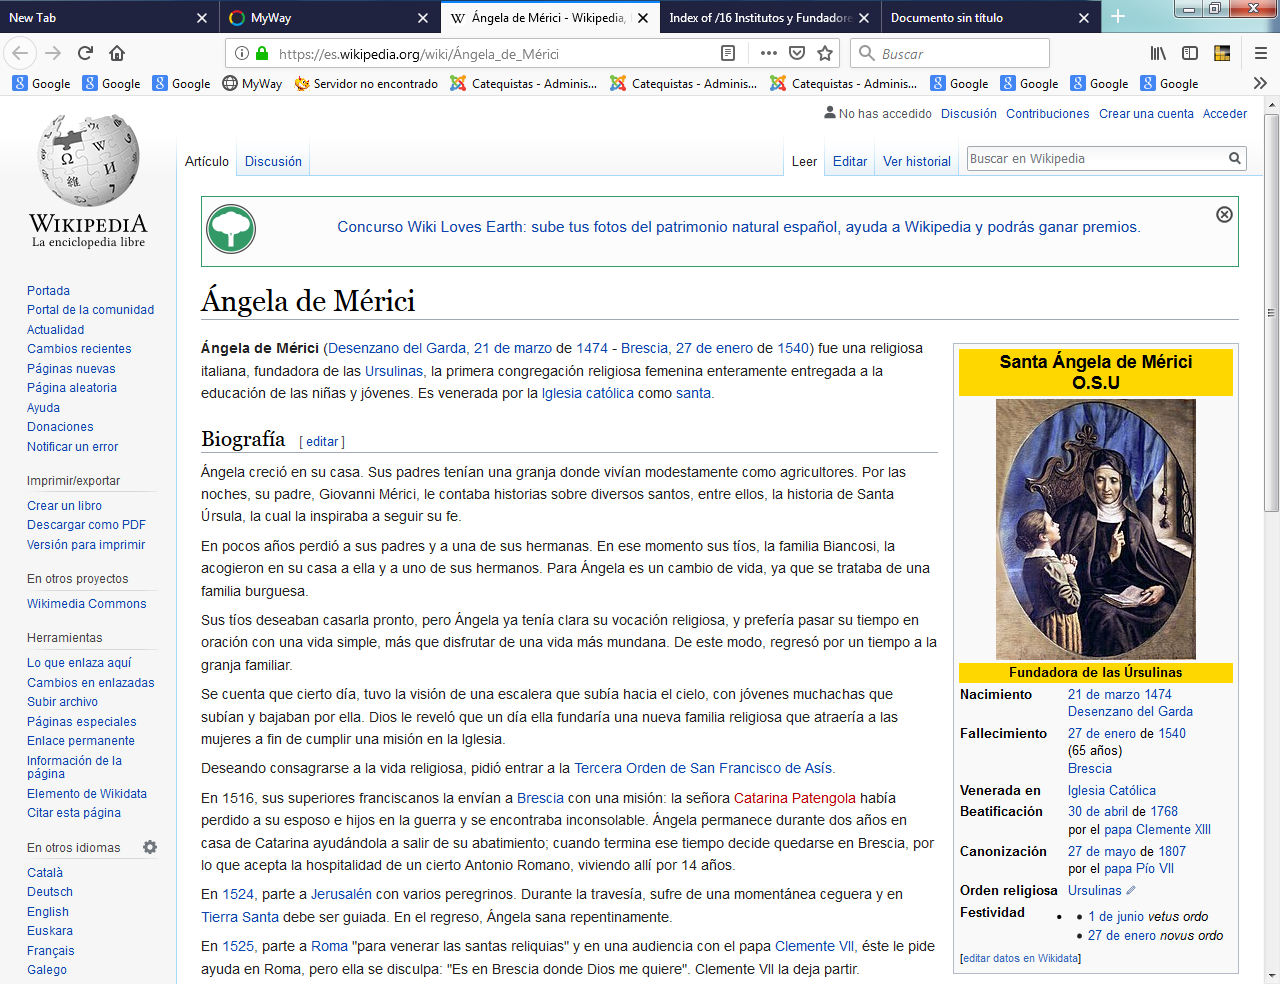 New Tab
MyWay
Ángela de Mérici - Wikipedia,
Index of /16 Institutos y Fundadore
Documento sin título
https://es.wikipedia.org/wiki/Ángela_de_Mérici
Buscar
Google
Google
Google
MyWay
Servidor no encontrado
Catequistas - Adminis...
Catequistas - Adminis...
Catequistas - Adminis...
Google
Google
Google
Google
No has accedido Discusión Contribuciones Crear una cuenta Acceder
Artículo Discusión
Leer Editar Ver historial
Buscar en Wikipedia
WIKIPEDIA
La enciclopedia libre
Portada
Portal de la comunidad
Actualidad
Cambios recientes
Páginas nuevas
Página aleatoria
Ayuda
Donaciones
Notificar un error
Imprimir/exportar
Crear un libro
Descargar como PDF
Versión para imprimir
En otros proyectos
Wikimedia Commons
Herramientas
Lo que enlaza aquí
Cambios en enlazadas
Subir archivo
Páginas especiales
Enlace permanente
Información de la
página
Elemento de Wikidata
Citar esta página
En otros idiomas
Català
Deutsch
English
Euskara
Français
Galego
Concurso Wiki Loves Earth: sube tus fotos del patrimonio natural español, ayuda a Wikipedia y podrás ganar premios.
Ángela de Mérici
Ángela de Mérici (Desenzano del Garda, 21 de marzo de 1474 - Brescia, 27 de enero de 1540) fue una religiosa
italiana, fundadora de las Ursulinas, la primera congregación religiosa femenina enteramente entregada a la
educación de las niñas y jóvenes. Es venerada por la Iglesia católica como santa.
Biografía [ editar ]
Ángela creció en su casa. Sus padres tenían una granja donde vivían modestamente como agricultores. Por las
noches, su padre, Giovanni Mérici, le contaba historias sobre diversos santos, entre ellos, la historia de Santa
Úrsula, la cual la inspiraba a seguir su fe.
En pocos años perdió a sus padres y a una de sus hermanas. En ese momento sus tíos, la familia Biancosi, la
acogieron en su casa a ella y a uno de sus hermanos. Para Ángela es un cambio de vida, ya que se trataba de una
familia burguesa.
Sus tíos deseaban casarla pronto, pero Ángela ya tenía clara su vocación religiosa, y prefería pasar su tiempo en
oración con una vida simple, más que disfrutar de una vida más mundana. De este modo, regresó por un tiempo a la
granja familiar.
Se cuenta que cierto día, tuvo la visión de una escalera que subía hacia el cielo, con jóvenes muchachas que
subían y bajaban por ella. Dios le reveló que un día ella fundaría una nueva familia religiosa que atraería a las
mujeres a fin de cumplir una misión en la Iglesia.
Deseando consagrarse a la vida religiosa, pidió entrar a la Tercera Orden de San Francisco de Asís.
En 1516, sus superiores franciscanos la envían a Brescia con una misión: la señora Catarina Patengola había
perdido a su esposo e hijos en la guerra y se encontraba inconsolable. Ángela permanece durante dos años en
casa de Catarina ayudándola a salir de su abatimiento; cuando termina ese tiempo decide quedarse en Brescia, por
lo que acepta la hospitalidad de un cierto Antonio Romano, viviendo allí por 14 años.
En 1524, parte a Jerusalén con varios peregrinos. Durante la travesía, sufre de una momentánea ceguera y en
Tierra Santa debe ser guiada. En el regreso, Ángela sana repentinamente.
En 1525, parte a Roma "para venerar las santas reliquias" y en una audiencia con el papa Clemente VII, éste le pide
ayuda en Roma, pero ella se disculpa: "Es en Brescia donde Dios me quiere". Clemente VII la deja partir.
Santa Ángela de Mérici
O.S.U
Fundadora de las Úrsulinas
Nacimiento 21 de marzo 1474
Desenzano del Garda
Fallecimiento 27 de enero de 1540
(65 años)
Brescia
Venerada en Iglesia Católica
Beatificación 30 de abril de 1768
por el papa Clemente XIII
Canonización 27 de mayo de 1807
por el papa Pío VII
Orden religiosa Ursulinas
Festividad • • 1 de junio vetus ordo
• 27 de enero novus ordo
[editar datos en Wikidata]